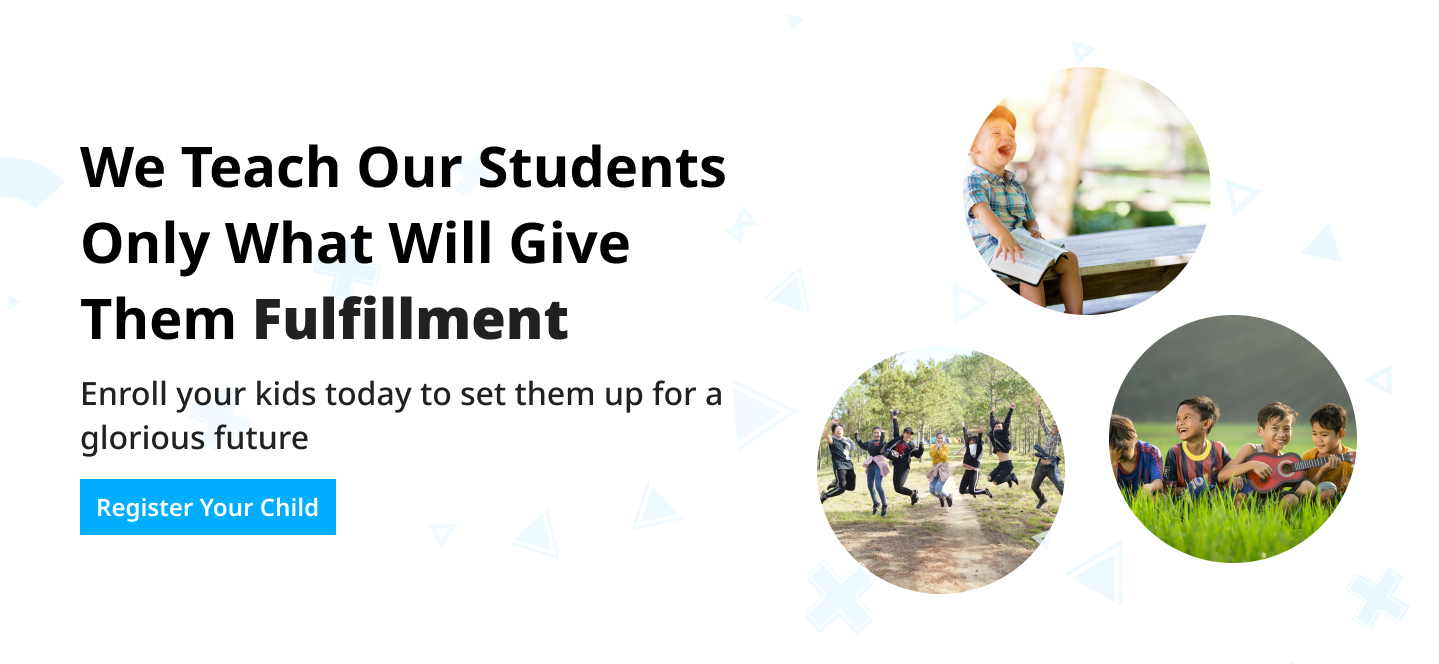 We Teach Our Students
Only What Will Give
Them Fulfillment
Enroll your kids today to set them up for a
glorious future
Register Your Child